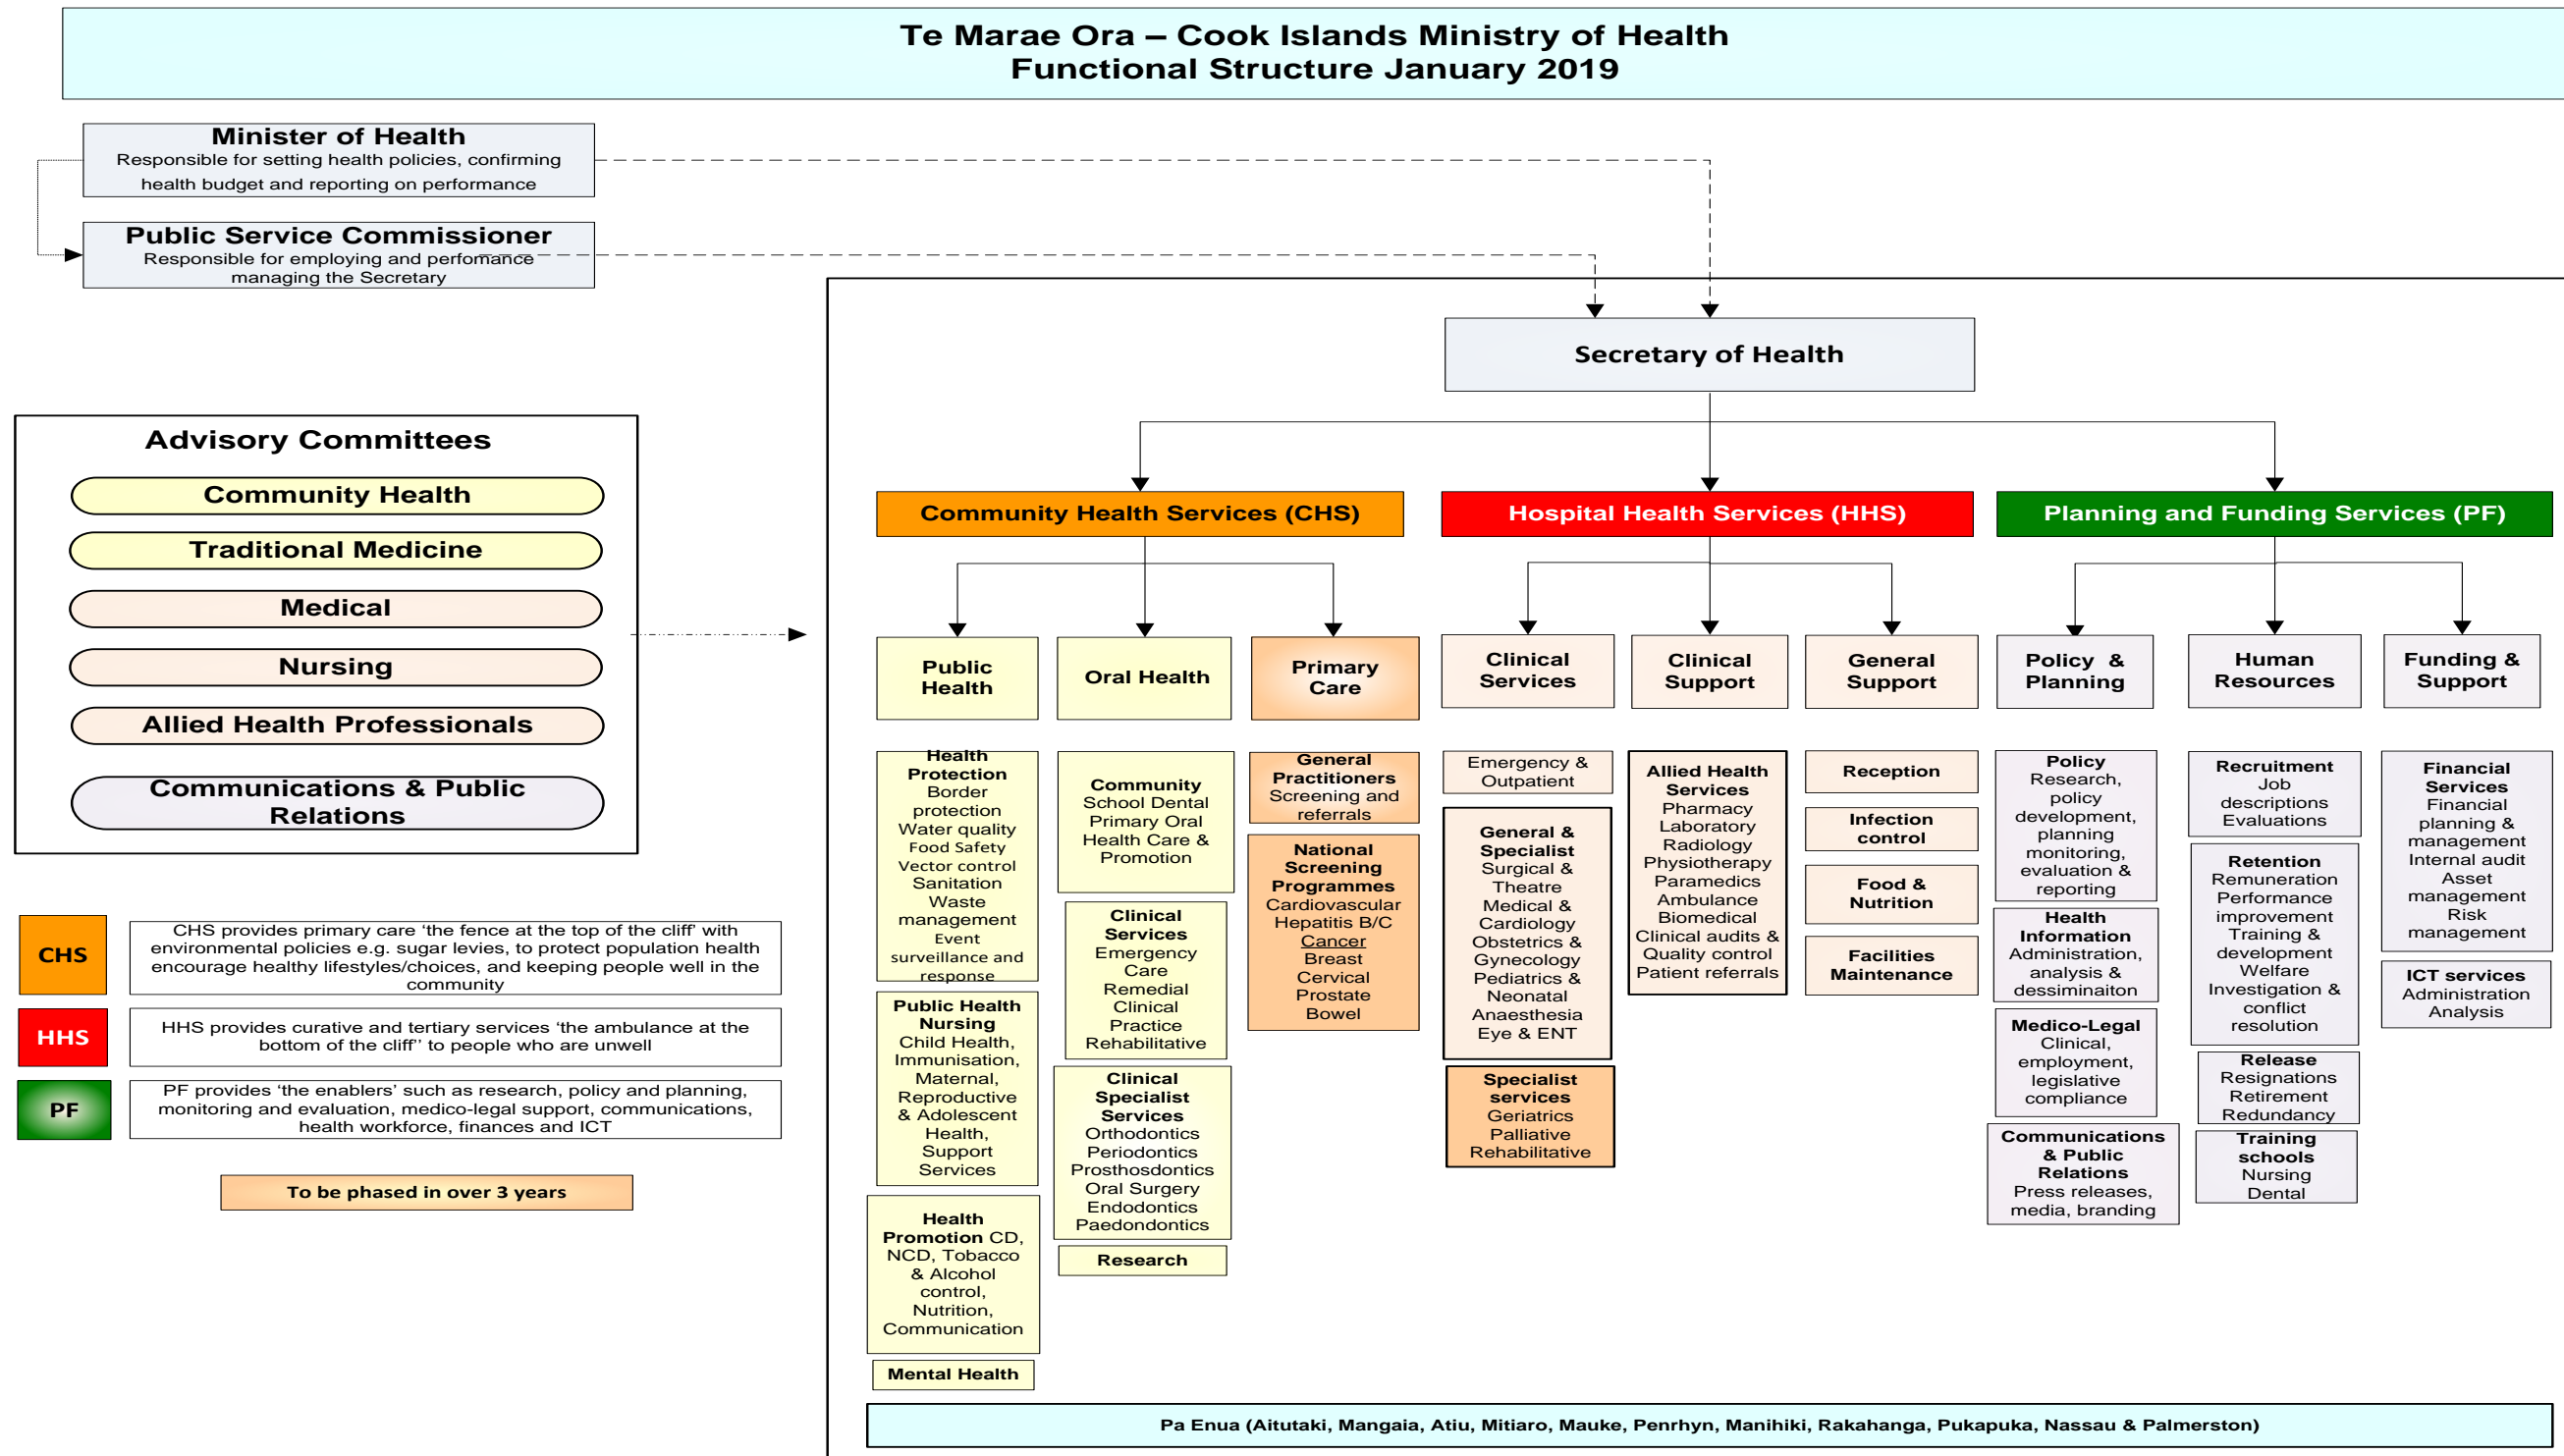 Te Marae Ora – Cook Islands Ministry of Health
Functional Structure January 2019
Minister of Health
Responsible for setting health policies, confirming
health budget and reporting on performance
Public Service Commissioner
Responsible for employing and perfomance
managing the Secretary
Secretary of Health
Advisory Committees
Community Health
Traditional Medicine
Medical
Nursing
Allied Health Professionals
Communications & Public
Relations
CHS
CHS provides primary care ‘the fence at the top of the cliff’ with
environmental policies e.g. sugar levies, to protect population health
encourage healthy lifestyles/choices, and keeping people well in the
community
HHS
HHS provides curative and tertiary services ‘the ambulance at the
bottom of the cliff’’ to people who are unwell
PF
PF provides ‘the enablers’ such as research, policy and planning,
monitoring and evaluation, medico-legal support, communications,
health workforce, finances and ICT
To be phased in over 3 years
Community Health Services (CHS)
Public
Health
Health
Protection
Border
protection
Water quality
Food Safety
Vector control
Sanitation
Waste
management
Event
surveillance and
response
Public Health
Nursing
Child Health,
Immunisation,
Maternal,
Reproductive
& Adolescent
Health,
Support
Services
Health
Promotion CD,
NCD, Tobacco
& Alcohol
control,
Nutrition,
Communication
Mental Health
Oral Health
Community
School Dental
Primary Oral
Health Care &
Promotion
Clinical
Services
Emergency
Care
Remedial
Clinical
Practice
Rehabilitative
Clinical
Specialist
Services
Orthodontics
Periodontics
Prosthosdontics
Oral Surgery
Endodontics
Paedondontics
Research
Primary
Care
General
Practitioners
Screening and
referrals
National
Screening
Programmes
Cardiovascular
Hepatitis B/C
Cancer
Breast
Cervical
Prostate
Bowel
Hospital Health Services (HHS)
Clinical
Services
Emergency &
Outpatient
General &
Specialist
Surgical &
Theatre
Medical &
Cardiology
Obstetrics &
Gynecology
Pediatrics &
Neonatal
Anaesthesia
Eye & ENT
Specialist
services
Geriatrics
Palliative
Rehabilitative
Clinical
Support
Allied Health
Services
Pharmacy
Laboratory
Radiology
Physiotherapy
Paramedics
Ambulance
Biomedical
Clinical audits &
Quality control
Patient referrals
General
Support
Reception
Infection
control
Food &
Nutrition
Facilities
Maintenance
Planning and Funding Services (PF)
Policy &
Planning
Policy
Research,
policy
development,
planning
monitoring,
evaluation &
reporting
Health
Information
Administration,
analysis &
dessiminaiton
Medico-Legal
Clinical,
employment,
legislative
compliance
Communications
& Public
Relations
Press releases,
media, branding
Human
Resources
Recruitment
Job
descriptions
Evaluations
Retention
Remuneration
Performance
improvement
Training &
development
Welfare
Investigation &
conflict
resolution
Release
Resignations
Retirement
Redundancy
Training
schools
Nursing
Dental
Funding &
Support
Financial
Services
Financial
planning &
management
Internal audit
Asset
management
Risk
management
ICT services
Administration
Analysis
Pa Enua (Aitutaki, Mangaia, Atiu, Mitiaro, Mauke, Penrhyn, Manihiki, Rakahanga, Pukapuka, Nassau & Palmerston)